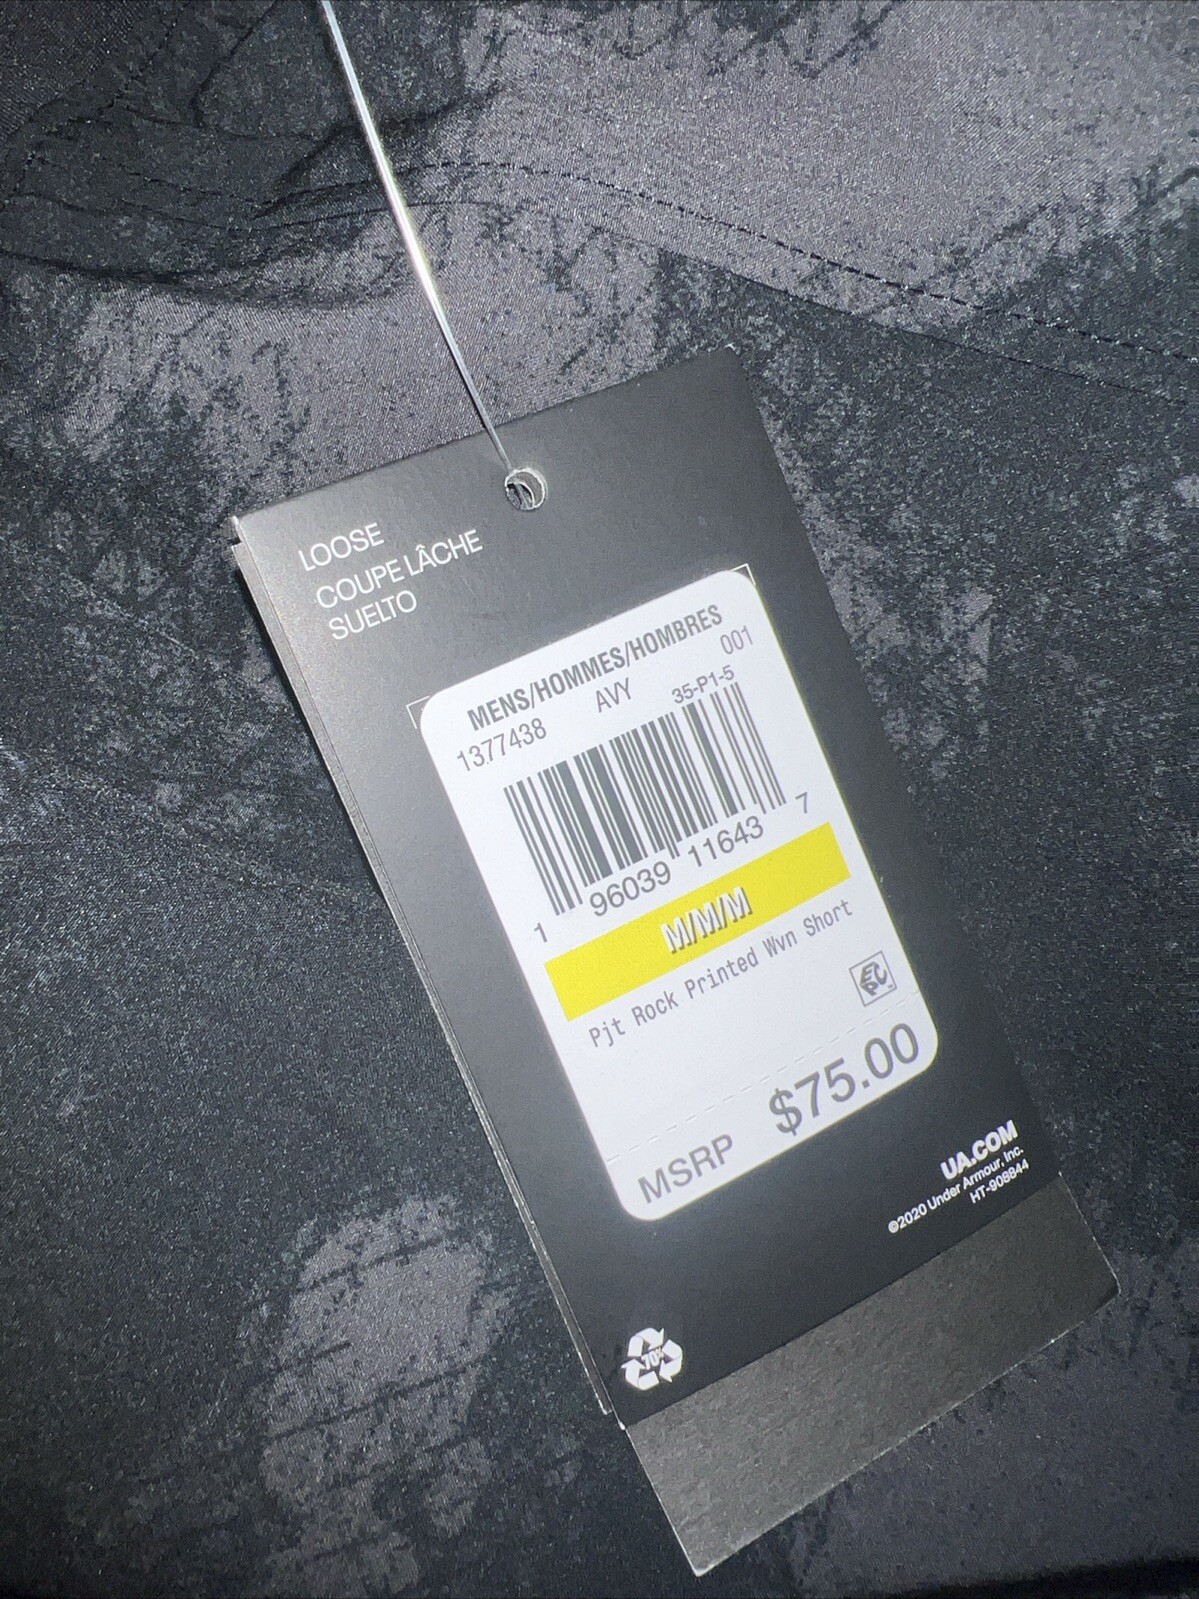 LOOSE
COUPE LÂCHE
SUELTO
MENS/HOMMES/HOMBRES
1377438 AVY 001
35-P1-5
1 96039 11643 7
M/M/M
Pjt Rock Printed Wvn Short
MSRP $75.00
UA.COM
©2020 Under Armour, Inc.
HT-908844
70%